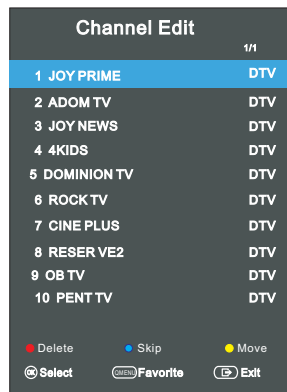 Channel Edit
1/1
1 JOY PRIME DTV
2 ADOM TV DTV
3 JOY NEWS DTV
4 4KIDS DTV
5 DOMINION TV DTV
6 ROCK TV DTV
7 CINE PLUS DTV
8 RESER VE2 DTV
9 OB TV DTV
10 PENT TV DTV
Delete Skip Move
OK Select QMENU Favorite Exit